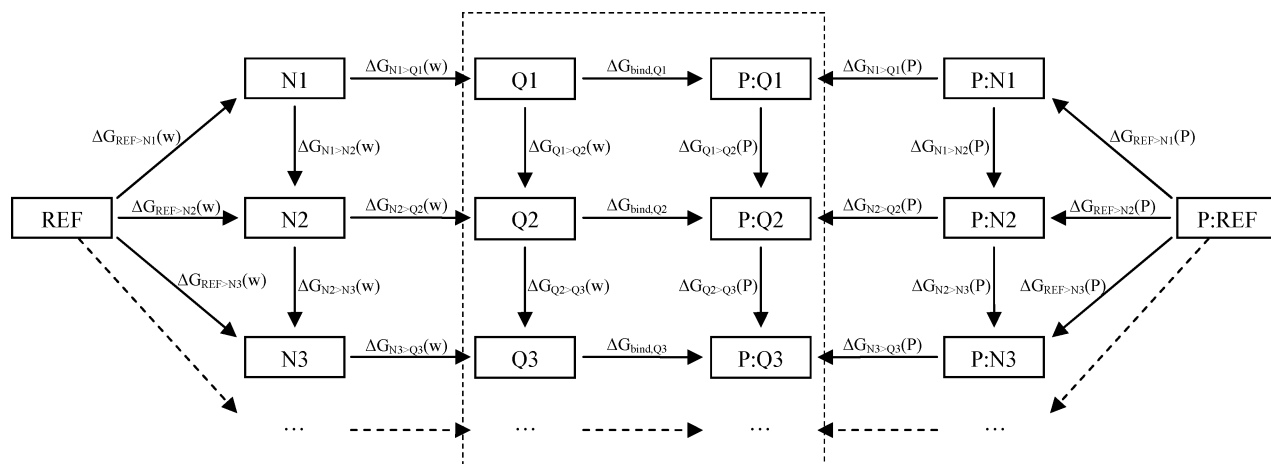 N1 ΔG_N1>Q1(w) Q1 ΔG_bind,Q1 P:Q1 ΔG_N1>Q1(P) P:N1
ΔG_REF>N1(w) ΔG_N1>N2(w) ΔG_Q1>Q2(w) ΔG_Q1>Q2(P) ΔG_N1>N2(P) ΔG_REF>N1(P)
REF ΔG_REF>N2(w) N2 ΔG_N2>Q2(w) Q2 ΔG_bind,Q2 P:Q2 ΔG_N2>Q2(P) P:N2 ΔG_REF>N2(P) P:REF
ΔG_REF>N3(w) ΔG_N2>N3(w) ΔG_Q2>Q3(w) ΔG_Q2>Q3(P) ΔG_N2>N3(P) ΔG_REF>N3(P)
N3 ΔG_N3>Q3(w) Q3 ΔG_bind,Q3 P:Q3 ΔG_N3>Q3(P) P:N3
... ... ... ...